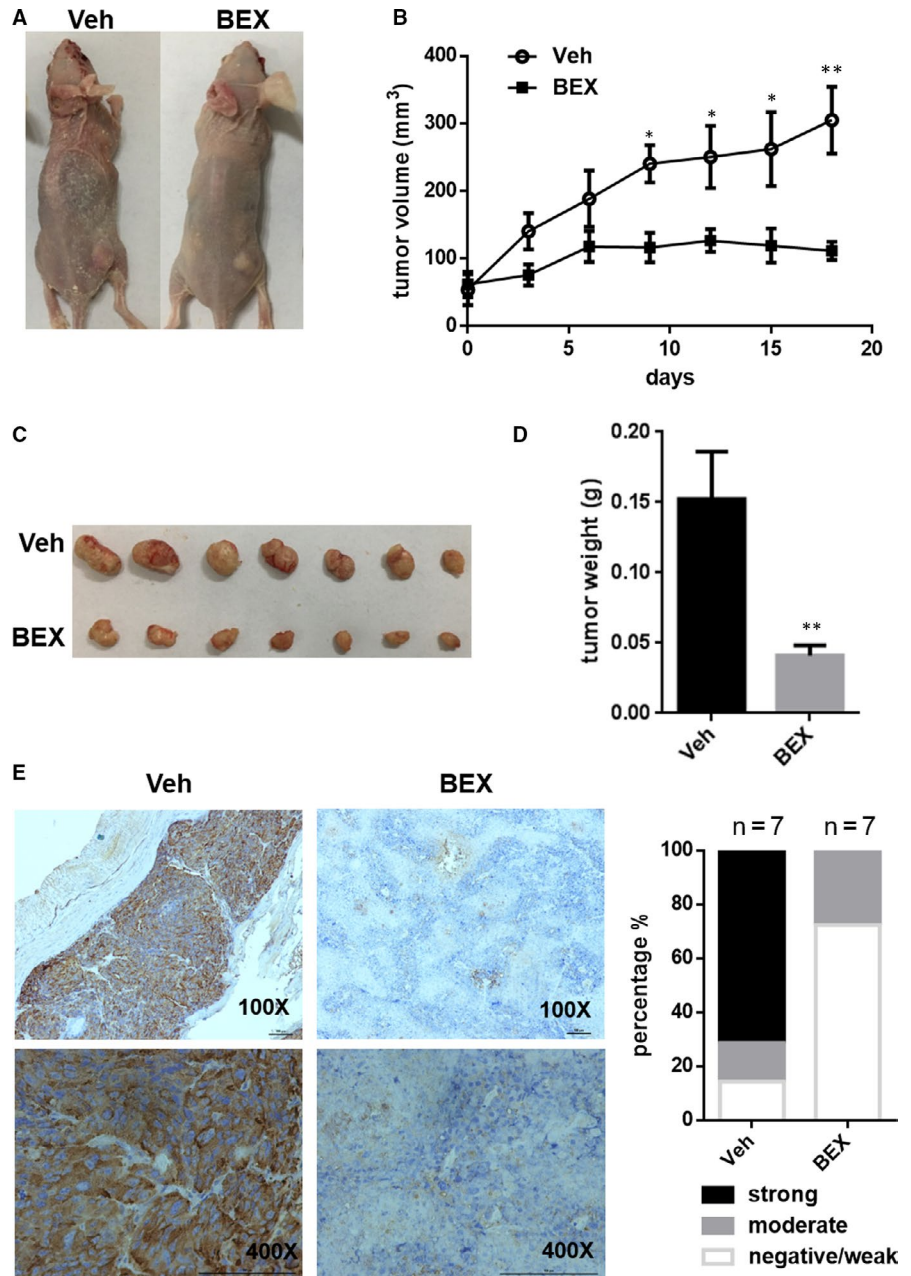 A
Veh
BEX
B
400
300
200
100
0
tumor volume (mm³)
Veh
BEX
*
*
*
**
0
5
10
15
20
days
C
Veh
BEX
D
0.20
0.15
0.10
0.05
0.00
tumor weight (g)
**
Veh
BEX
E
Veh
BEX
100X
100X
400X
400X
n = 7
n = 7
100
80
60
40
20
0
percentage %
Veh
BEX
strong
moderate
negative/weak